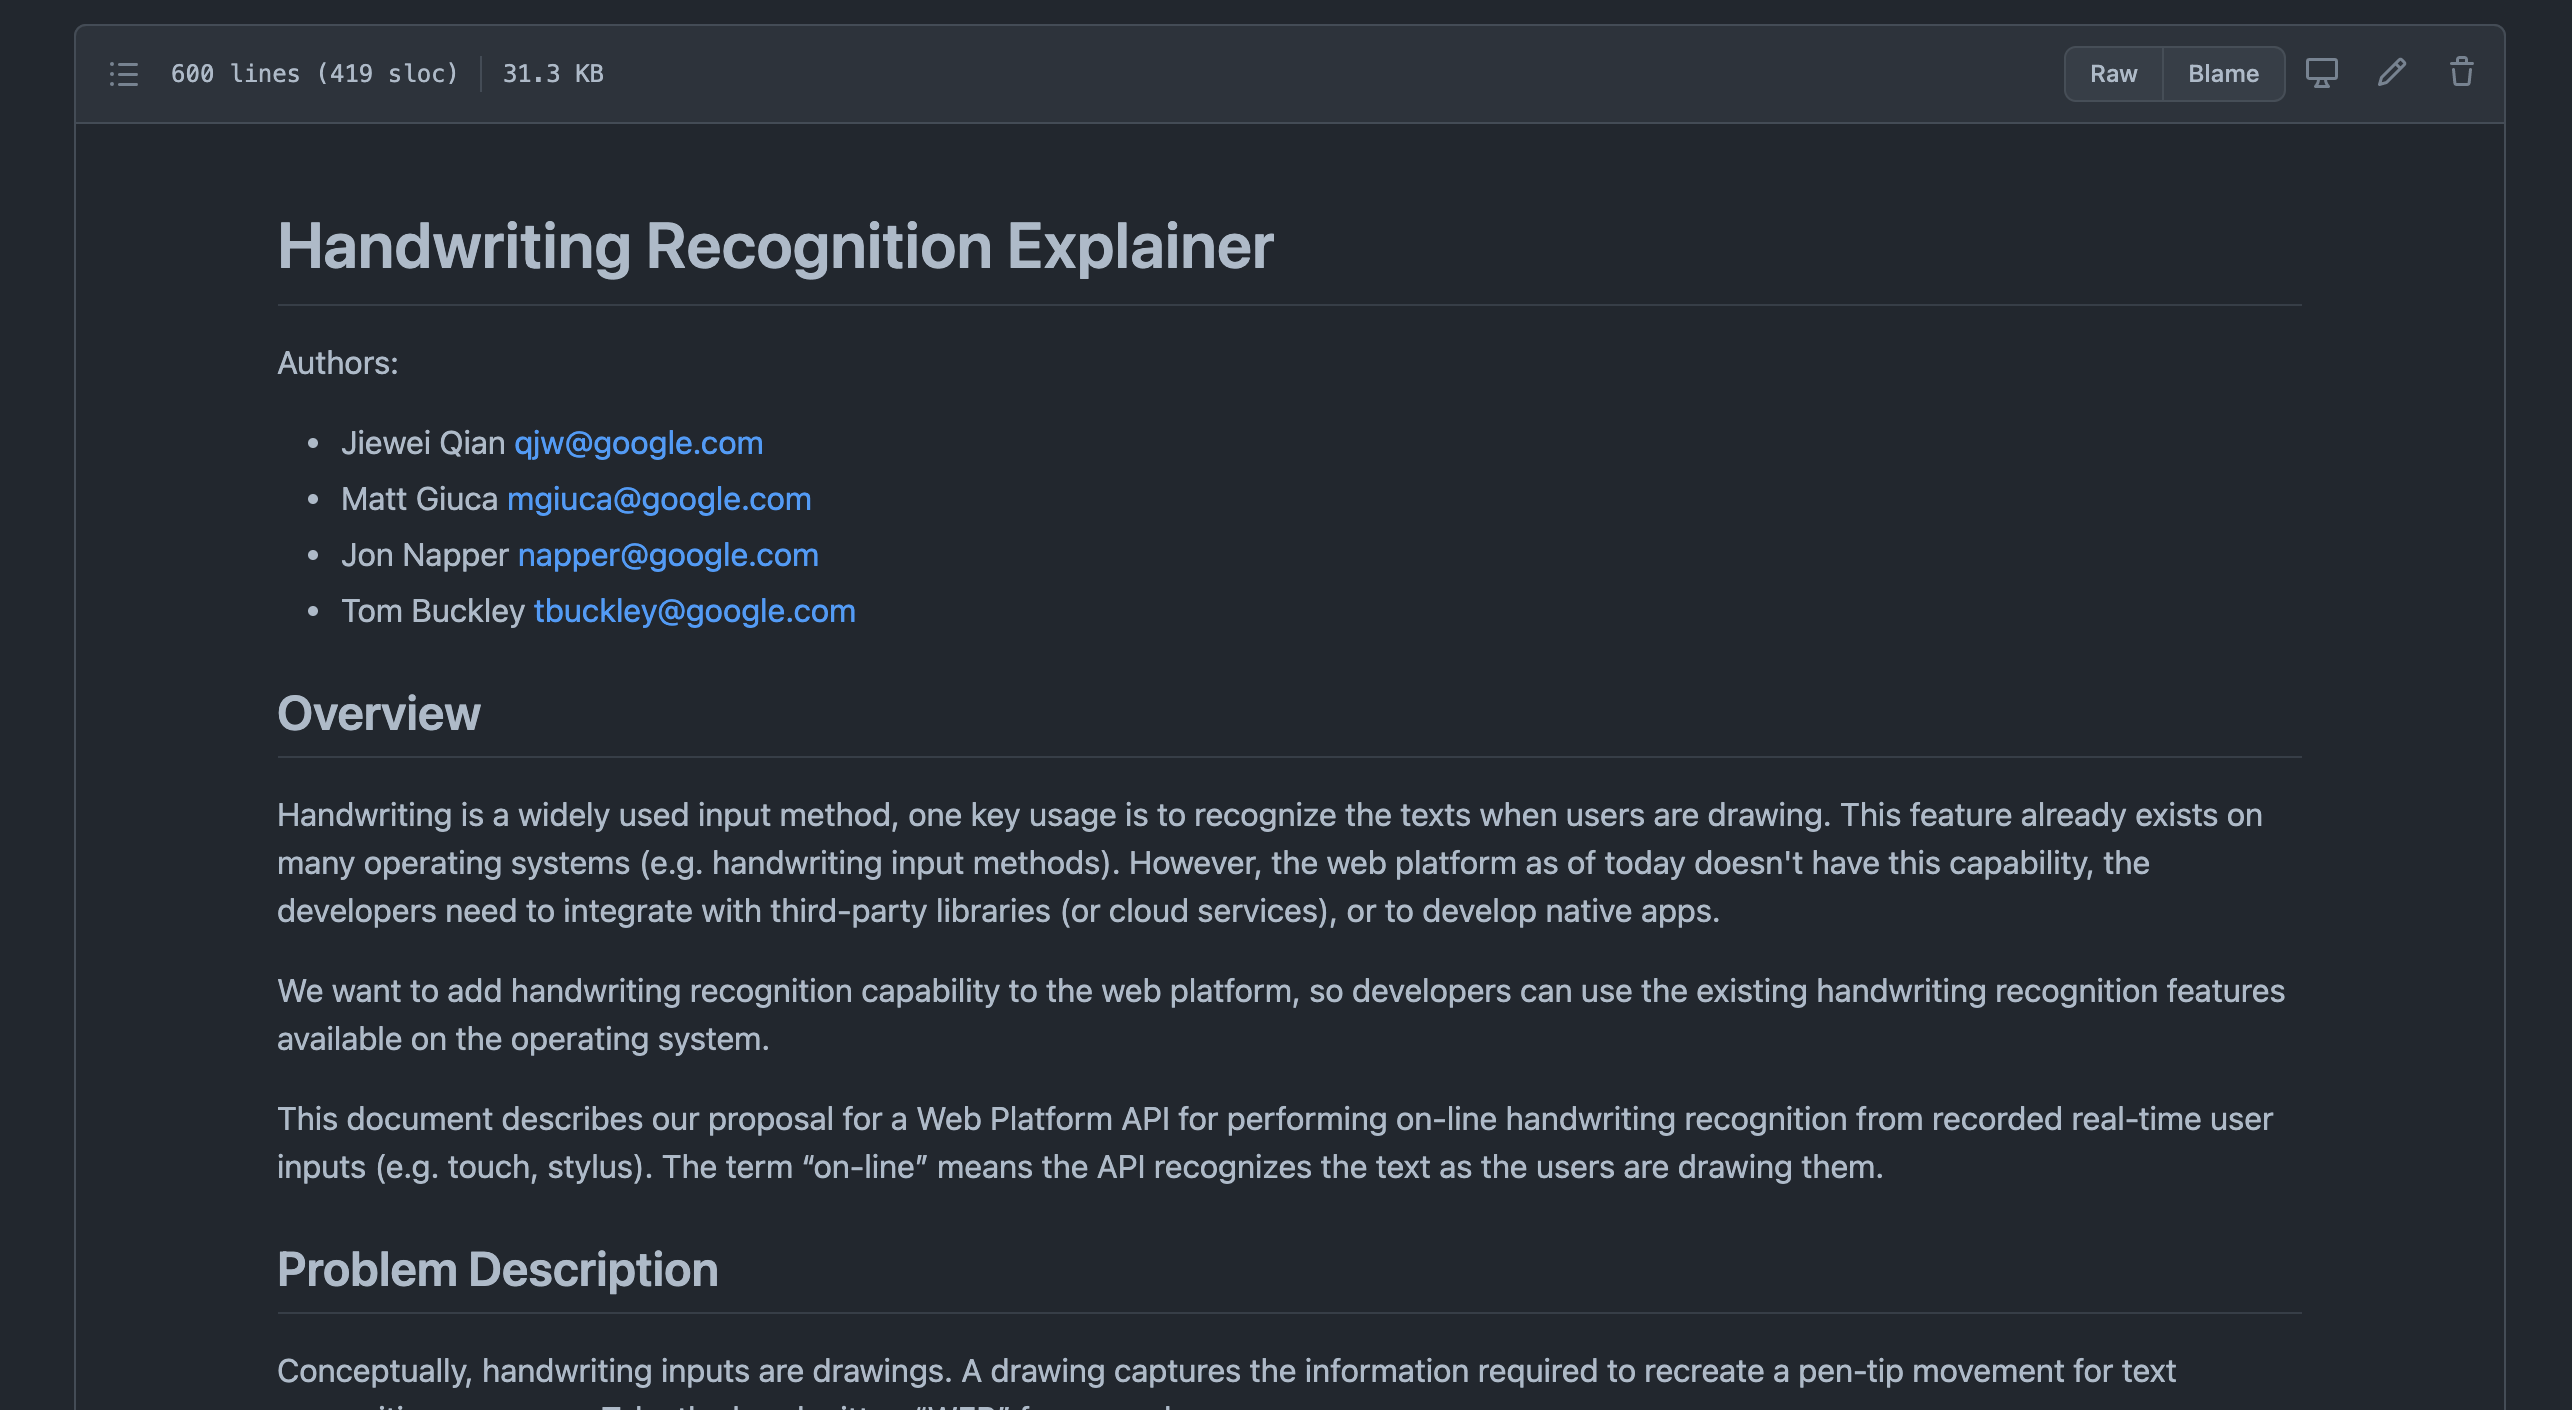 600 lines (419 sloc) 31.3 KB
Raw Blame
Handwriting Recognition Explainer
Authors:
• Jiewei Qian qjw@google.com
• Matt Giuca mgiuca@google.com
• Jon Napper napper@google.com
• Tom Buckley tbuckley@google.com
Overview
Handwriting is a widely used input method, one key usage is to recognize the texts when users are drawing. This feature already exists on
many operating systems (e.g. handwriting input methods). However, the web platform as of today doesn't have this capability, the
developers need to integrate with third-party libraries (or cloud services), or to develop native apps.
We want to add handwriting recognition capability to the web platform, so developers can use the existing handwriting recognition features
available on the operating system.
This document describes our proposal for a Web Platform API for performing on-line handwriting recognition from recorded real-time user
inputs (e.g. touch, stylus). The term “on-line” means the API recognizes the text as the users are drawing them.
Problem Description
Conceptually, handwriting inputs are drawings. A drawing captures the information required to recreate a pen-tip movement for text